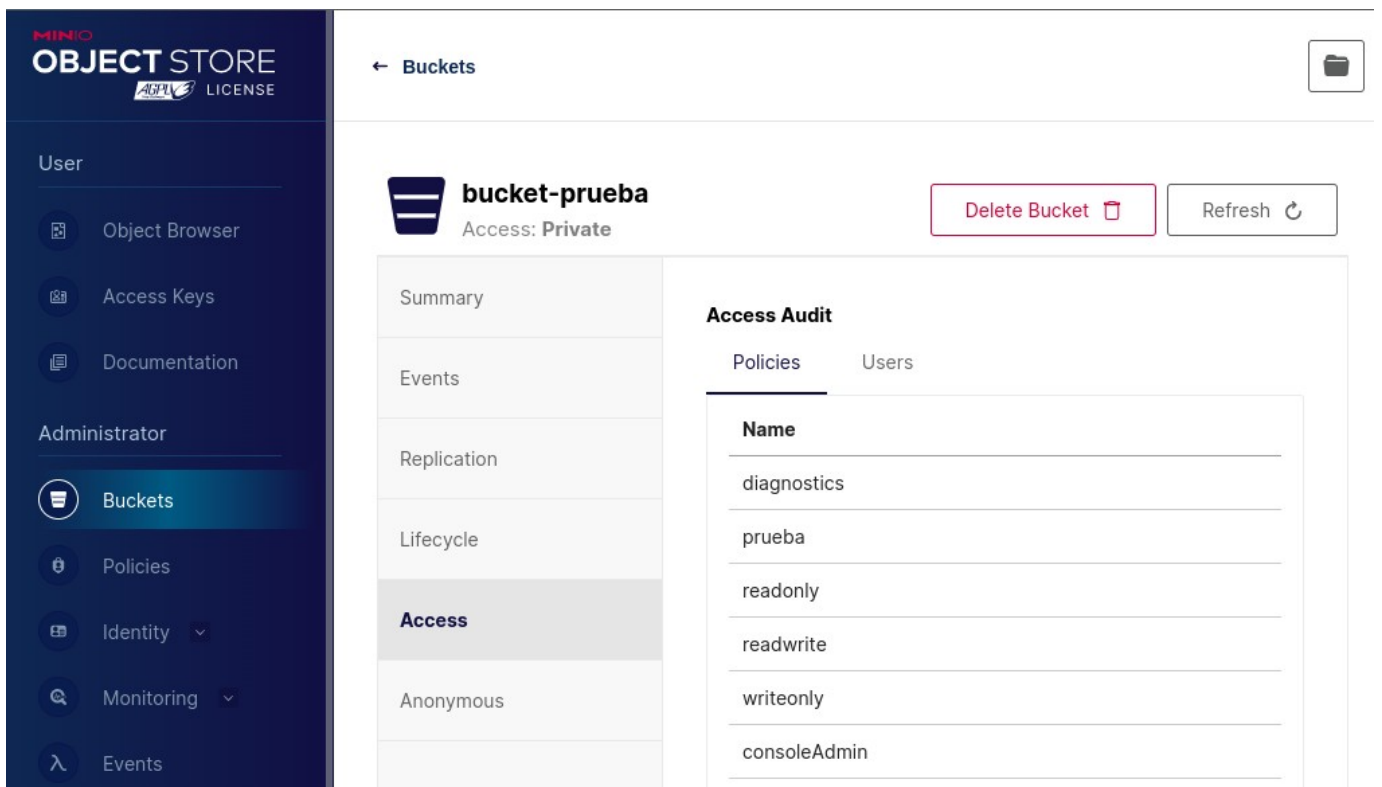 MINIO
OBJECT STORE
AGPLv3 LICENSE
User
Object Browser
Access Keys
Documentation
Administrator
Buckets
Policies
Identity
Monitoring
λ Events
← Buckets
bucket-prueba
Access: Private
Delete Bucket
Refresh
Summary
Events
Replication
Lifecycle
Access
Anonymous
Access Audit
Policies Users
Name
diagnostics
prueba
readonly
readwrite
writeonly
consoleAdmin